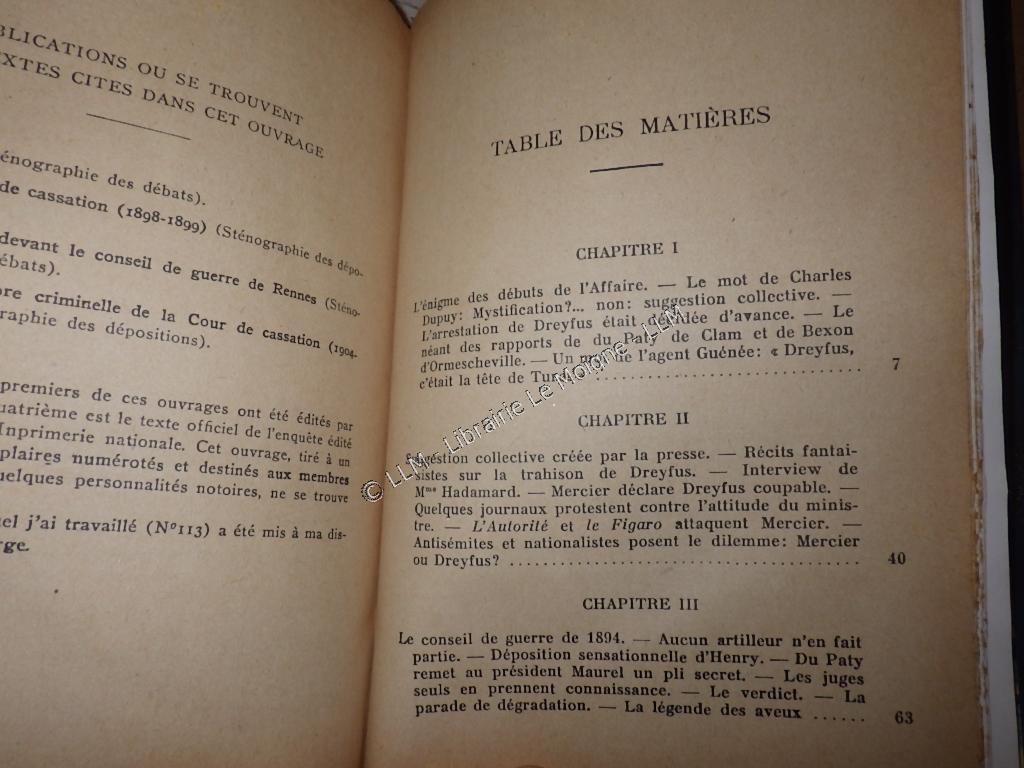 BLICATIONS OU SE TROUVENT
EXTES CITES DANS CET OUVRAGE
énographie des débats).
de cassation (1898-1899) (Sténographie des dépo-
devant le conseil de guerre de Rennes (Sténo-
ébats).
bre criminelle de la Cour de cassation (1904-
graphie des dépositions).
premiers de ces ouvrages ont été édités par
uatrième est le texte officiel de l'enquête édité
Inprimerie nationale. Cet ouvrage, tiré à un
plaires numérotés et destinés aux membres
uelques personnalités notoires, ne se trouve
uel j'ai travaillé (N°113) a été mis à ma dis-
rge.
TABLE DES MATIÈRES
CHAPITRE I
L'énigme des débuts de l'Affaire. — Le mot de Charles
Dupuy: Mystification?... non: suggestion collective. —
L'arrestation de Dreyfus était décidée d'avance. — Le
néant des rapports de du Paty de Clam et de Bexon
d'Ormescheville. — Un mot de l'agent Guénée: « Dreyfus,
c'était la tête de ........ 7
CHAPITRE II
Suggestion collective créée par la presse. — Récits fantai-
sistes sur la trahison de Dreyfus. — Interview de
Mme Hadamard. — Mercier déclare Dreyfus coupable. —
Quelques journaux protestent contre l'attitude du minis-
tre. — L'Autorité et le Figaro attaquent Mercier. —
Antisémites et nationalistes posent le dilemme: Mercier
ou Dreyfus? ........ 40
CHAPITRE III
Le conseil de guerre de 1894. — Aucun artilleur n'en fait
partie. — Déposition sensationnelle d'Henry. — Du Paty
remet au président Maurel un pli secret. — Les juges
seuls en prennent connaissance. — Le verdict. — La
parade de dégradation. — La légende des aveux ...... 63
© LLM - Librairie Le Moigne - LLM